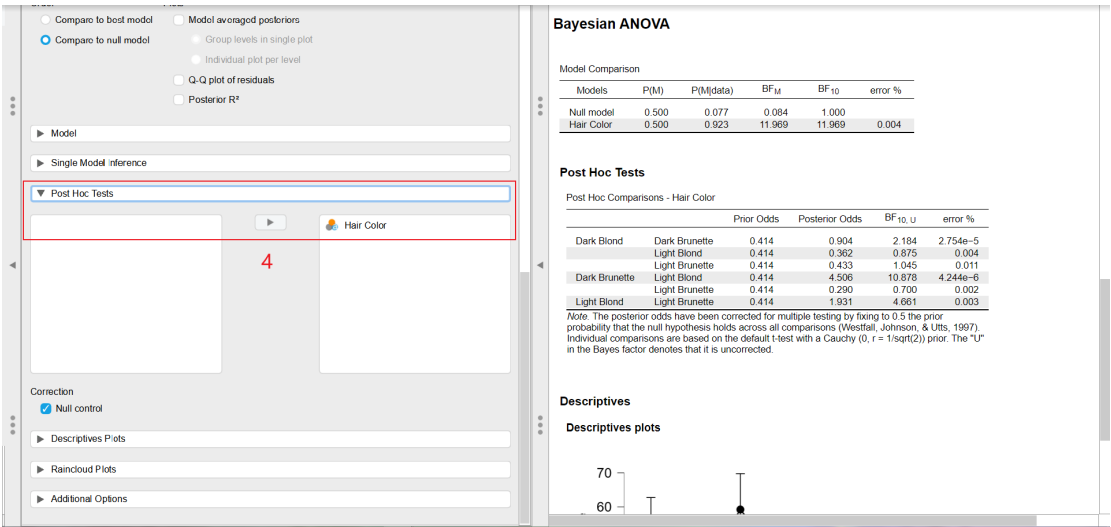 Compare to best model
Model averaged posteriors
Compare to null model
Group levels in single plot
Individual plot per level
Q-Q plot of residuals
Posterior R²
Model
Single Model Inference
Post Hoc Tests
Hair Color
4
Correction
Null control
Descriptives Plots
Raincloud Plots
Additional Options
Bayesian ANOVA
Model Comparison
Models P(M) P(M|data) BF_M BF_10 error %
Null model 0.500 0.077 0.084 1.000
Hair Color 0.500 0.923 11.969 11.969 0.004
Post Hoc Tests
Post Hoc Comparisons - Hair Color
Prior Odds Posterior Odds BF_10, U error %
Dark Blond Dark Brunette 0.414 0.904 2.184 2.754e−5
Light Blond 0.414 0.362 0.875 0.004
Light Brunette 0.414 0.433 1.045 0.011
Dark Brunette Light Blond 0.414 4.506 10.878 4.244e−6
Light Brunette 0.414 0.290 0.700 0.002
Light Blond Light Brunette 0.414 1.931 4.661 0.003
Note. The posterior odds have been corrected for multiple testing by fixing to 0.5 the prior
probability that the null hypothesis holds across all comparisons (Westfall, Johnson, & Utts, 1997).
Individual comparisons are based on the default t-test with a Cauchy (0, r = 1/sqrt(2)) prior. The "U"
in the Bayes factor denotes that it is uncorrected.
Descriptives
Descriptives plots
70
60